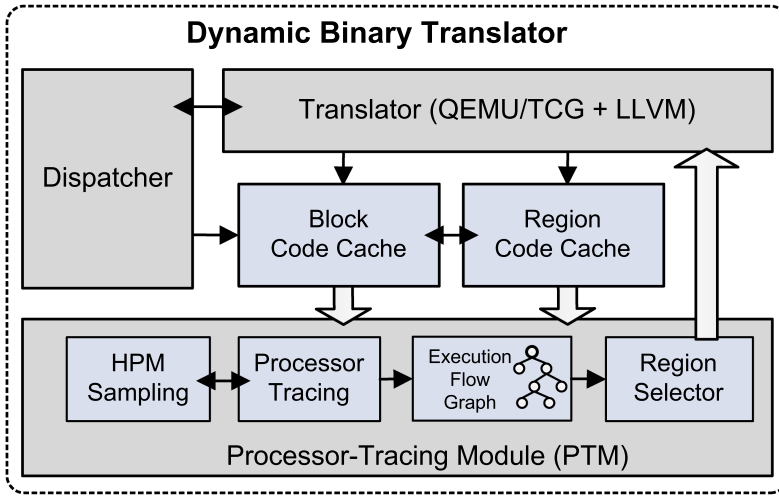 Dynamic Binary Translator
Translator (QEMU/TCG + LLVM)
Dispatcher
Block
Code Cache
Region
Code Cache
HPM
Sampling
Processor
Tracing
Execution
Flow
Graph
Region
Selector
Processor-Tracing Module (PTM)